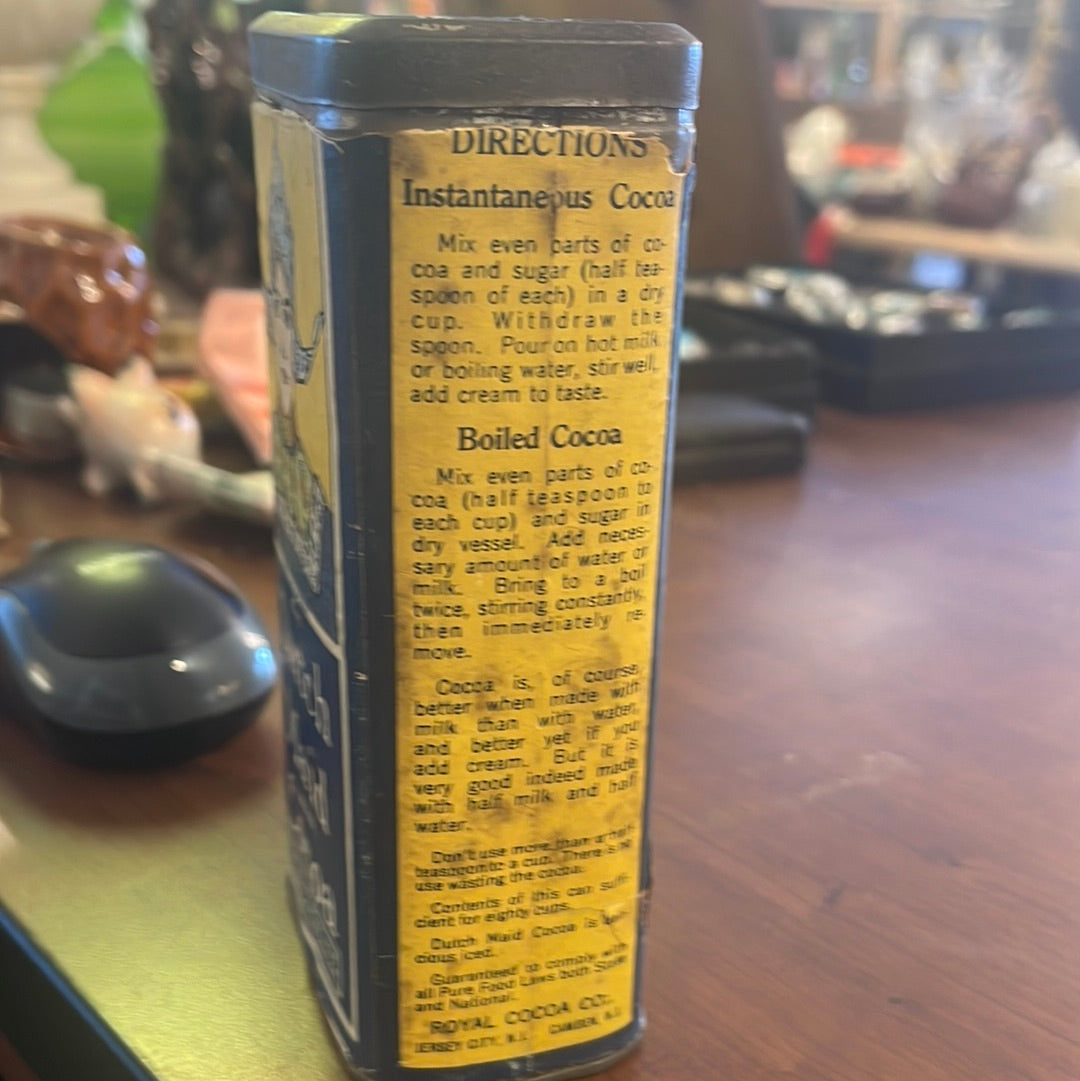 DIRECTIONS
Instantaneous Cocoa
Mix even parts of co-
coa and sugar (half tea-
spoon of each) in a dry
cup. Withdraw the
spoon. Pour on hot milk
or boiling water, stir well,
add cream to taste.
Boiled Cocoa
Mix even parts of co-
coa (half teaspoon to
each cup) and sugar in
dry vessel. Add neces-
sary amount of water or
milk. Bring to a boil
twice, stirring constantly,
then immediately re-
move.
Cocoa is, of course,
better when made with
milk than with water,
and better yet if you
add cream. But it is
very good indeed made
with half milk and half
water.
Don't use more than a half
teaspoon to a cup. There is no
use wasting the cocoa.
Contents of this can suffi-
cient for eighty cups.
Dutch Maid Cocoa is deli-
cious iced.
Guaranteed to comply with
all Pure Food Laws both State
and National.
ROYAL COCOA CO.
JERSEY CITY, N.J. CAMDEN, N.J.